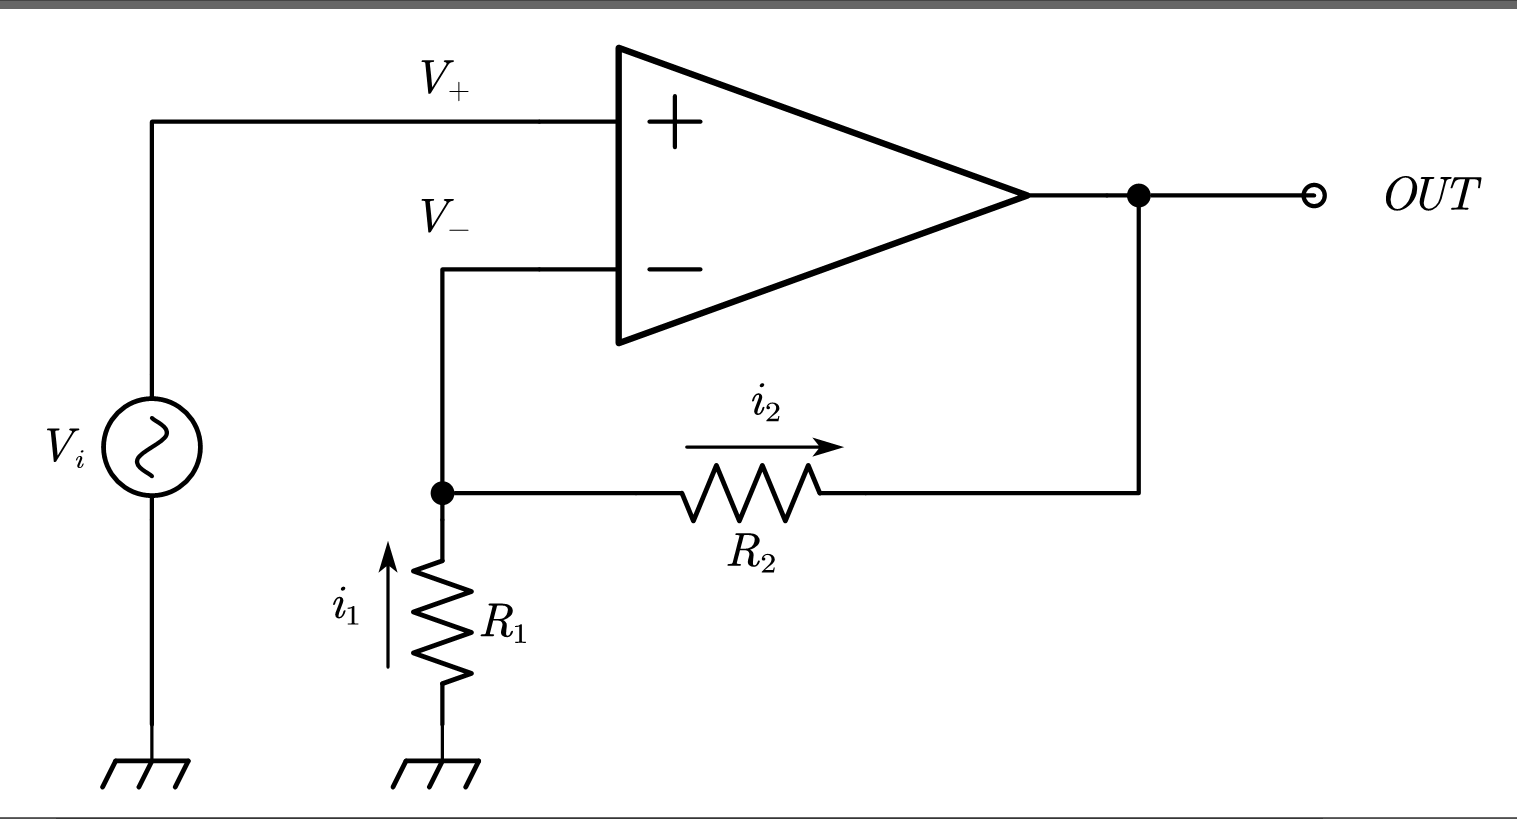 V₊
+
V₋
−
OUT
Vᵢ
i₂
R₂
i₁
R₁